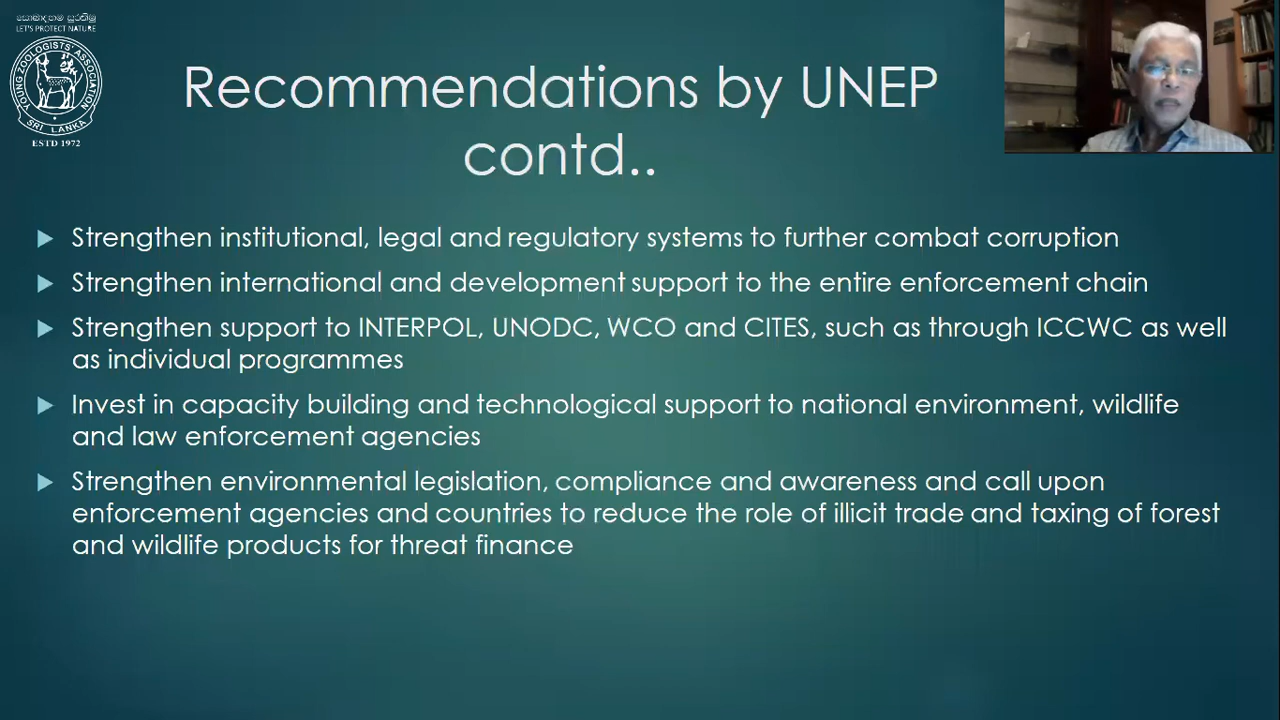 LET'S PROTECT NATURE
YOUNG ZOOLOGISTS' ASSOCIATION
SRI LANKA
ESTD 1972
Recommendations by UNEP
contd..
Strengthen institutional, legal and regulatory systems to further combat corruption
Strengthen international and development support to the entire enforcement chain
Strengthen support to INTERPOL, UNODC, WCO and CITES, such as through ICCWC as well
as individual programmes
Invest in capacity building and technological support to national environment, wildlife
and law enforcement agencies
Strengthen environmental legislation, compliance and awareness and call upon
enforcement agencies and countries to reduce the role of illicit trade and taxing of forest
and wildlife products for threat finance